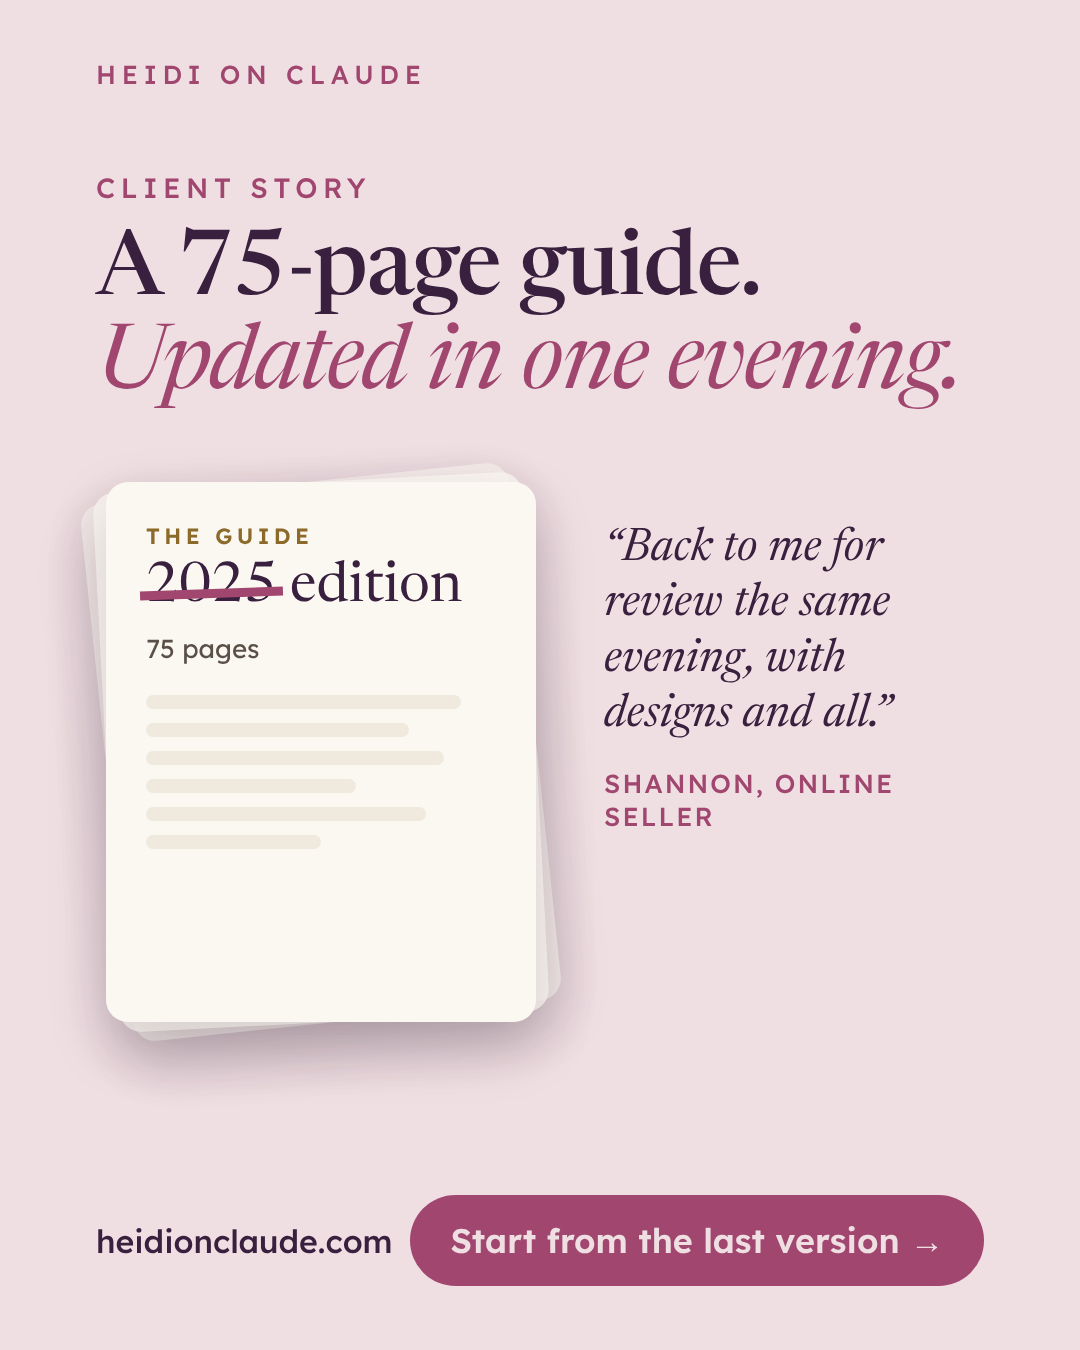 HEIDI ON CLAUDE
CLIENT STORY
A 75-page guide.
Updated in one evening.
THE GUIDE
2025 edition
75 pages
“Back to me for
review the same
evening, with
designs and all.”
SHANNON, ONLINE
SELLER
heidionclaude.com
Start from the last version →